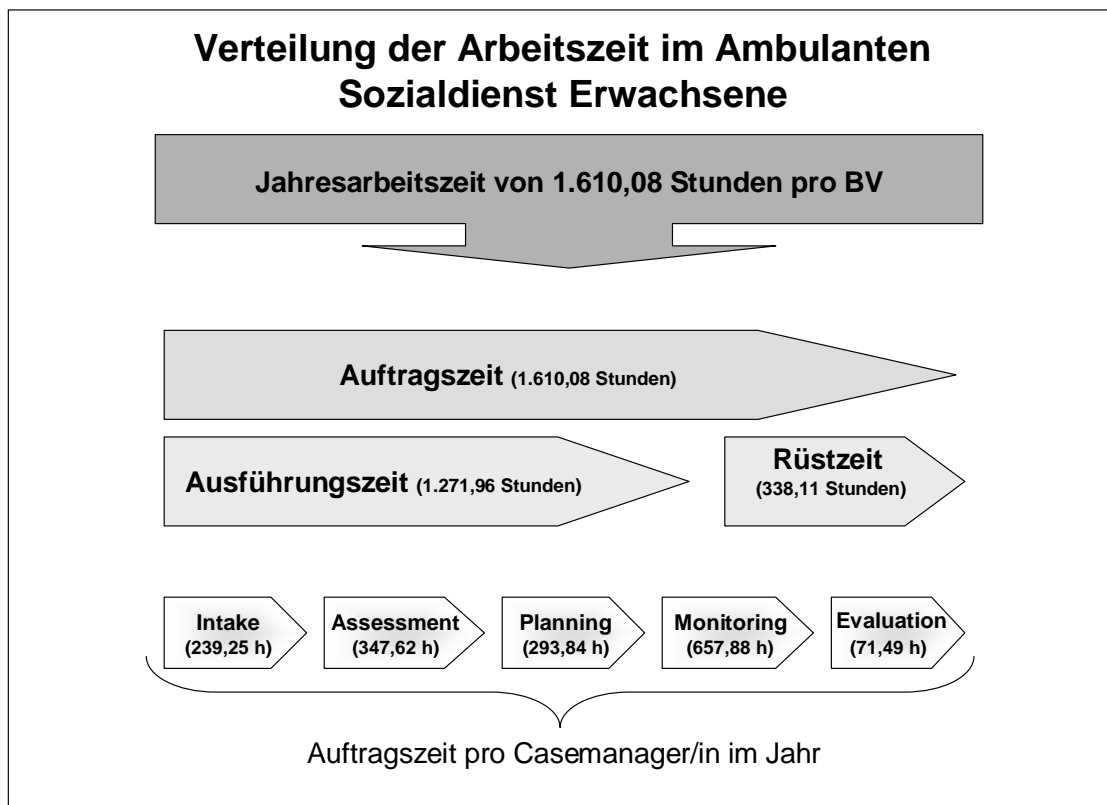 Verteilung der Arbeitszeit im Ambulanten
Sozialdienst Erwachsene
Jahresarbeitszeit von 1.610,08 Stunden pro BV
Auftragszeit (1.610,08 Stunden)
Ausführungszeit (1.271,96 Stunden)
Rüstzeit
(338,11 Stunden)
Intake
(239,25 h)
Assessment
(347,62 h)
Planning
(293,84 h)
Monitoring
(657,88 h)
Evaluation
(71,49 h)
Auftragszeit pro Casemanager/in im Jahr